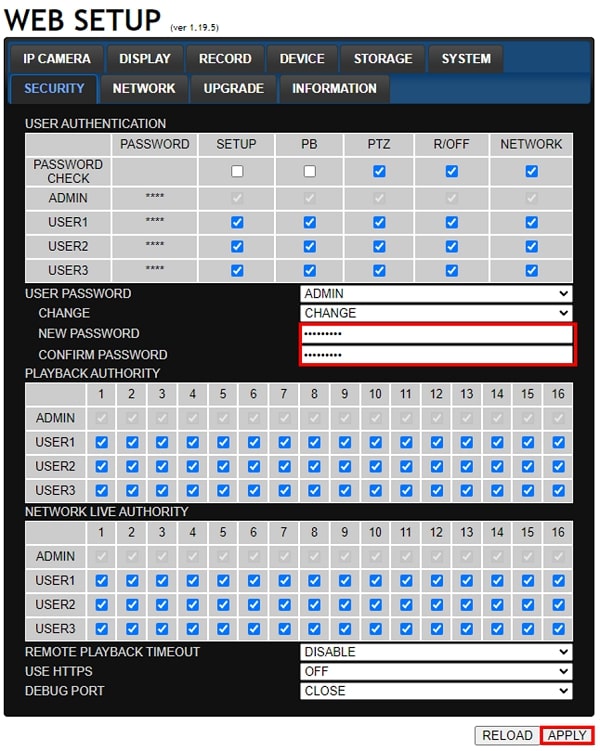 WEB SETUP (ver 1.19.5)
IP CAMERA DISPLAY RECORD DEVICE STORAGE SYSTEM
SECURITY NETWORK UPGRADE INFORMATION
USER AUTHENTICATION
PASSWORD SETUP PB PTZ R/OFF NETWORK
PASSWORD
CHECK
ADMIN ****
USER1 ****
USER2 ****
USER3 ****
USER PASSWORD ADMIN
CHANGE CHANGE
NEW PASSWORD •••••••••
CONFIRM PASSWORD •••••••••
PLAYBACK AUTHORITY
1 2 3 4 5 6 7 8 9 10 11 12 13 14 15 16
ADMIN
USER1
USER2
USER3
NETWORK LIVE AUTHORITY
1 2 3 4 5 6 7 8 9 10 11 12 13 14 15 16
ADMIN
USER1
USER2
USER3
REMOTE PLAYBACK TIMEOUT DISABLE
USE HTTPS OFF
DEBUG PORT CLOSE
RELOAD APPLY